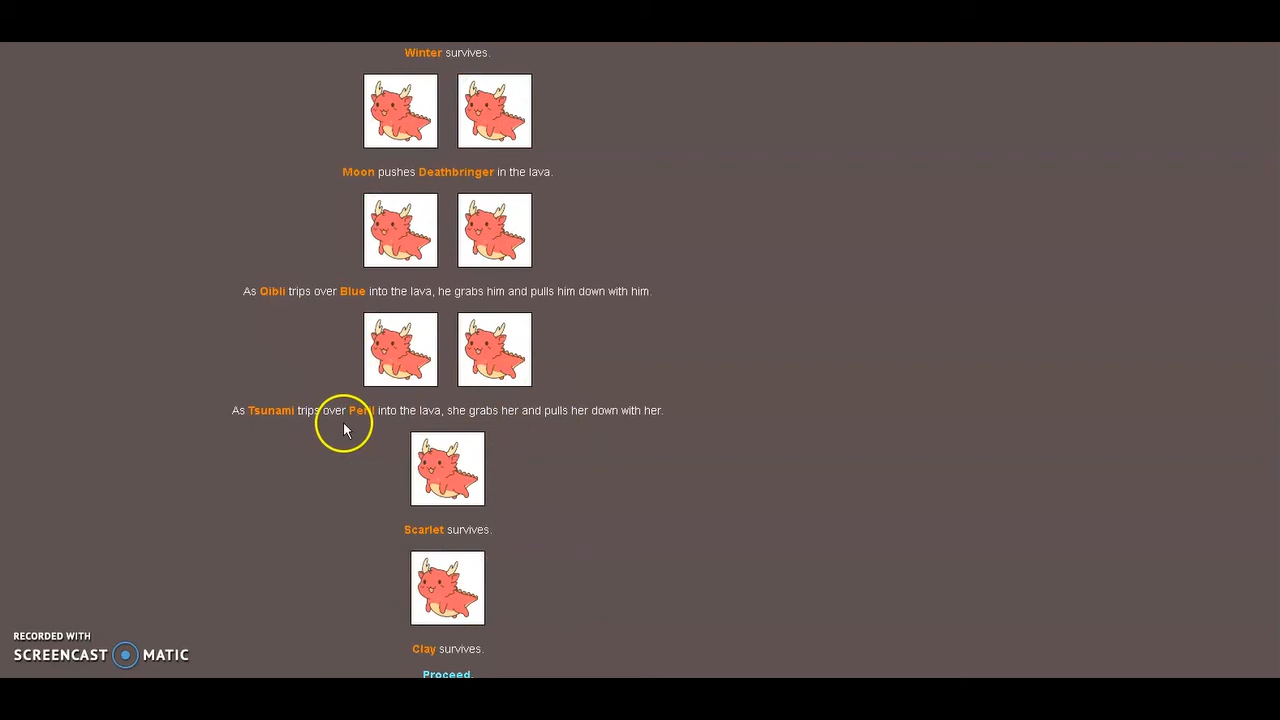 Winter survives.
Moon pushes Deathbringer in the lava.
As Qibli trips over Blue into the lava, he grabs him and pulls him down with him.
As Tsunami trips over Peril into the lava, she grabs her and pulls her down with her.
Scarlet survives.
Clay survives.
Proceed.
RECORDED WITH
SCREENCAST MATIC